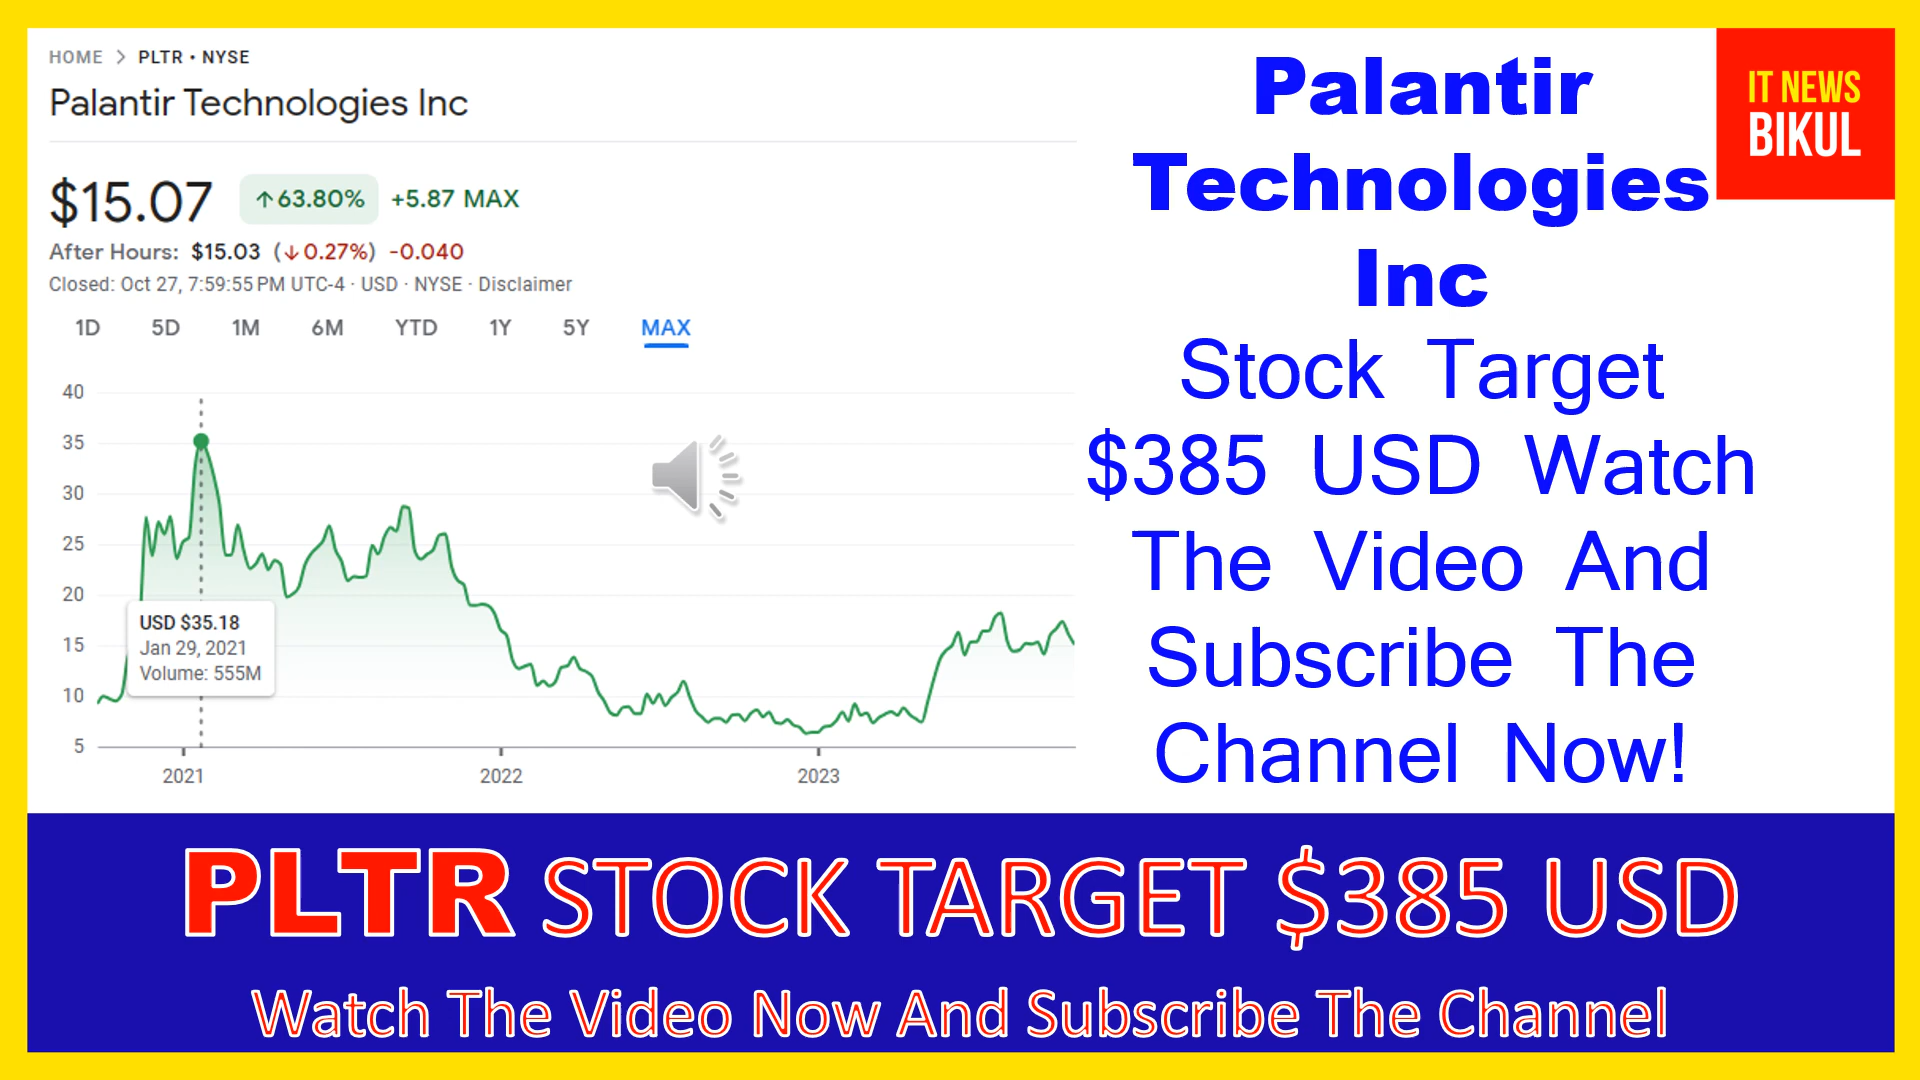 HOME > PLTR • NYSE
Palantir Technologies Inc
$15.07 ↑63.80% +5.87 MAX
After Hours: $15.03 (↓0.27%) -0.040
Closed: Oct 27, 7:59:55 PM UTC-4 · USD · NYSE · Disclaimer
1D 5D 1M 6M YTD 1Y 5Y MAX
40
35
30
25
20
15
10
5
USD $35.18
Jan 29, 2021
Volume: 555M
2021 2022 2023
Palantir
Technologies
Inc
Stock Target
$385 USD Watch
The Video And
Subscribe The
Channel Now!
IT NEWS
BIKUL
PLTR STOCK TARGET $385 USD
Watch The Video Now And Subscribe The Channel